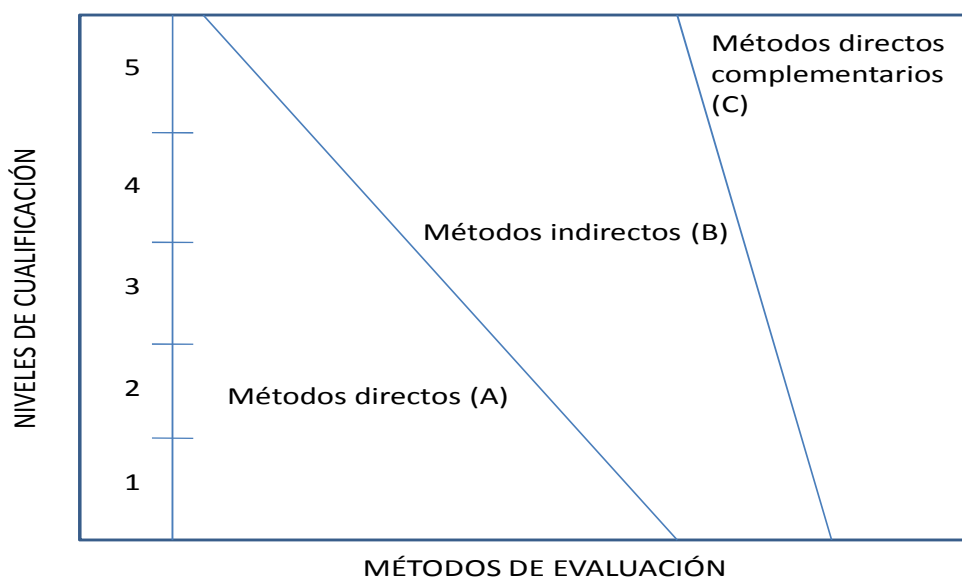 NIVELES DE CUALIFICACIÓN
5
4
3
2
1
Métodos directos
complementarios
(C)
Métodos indirectos (B)
Métodos directos (A)
MÉTODOS DE EVALUACIÓN